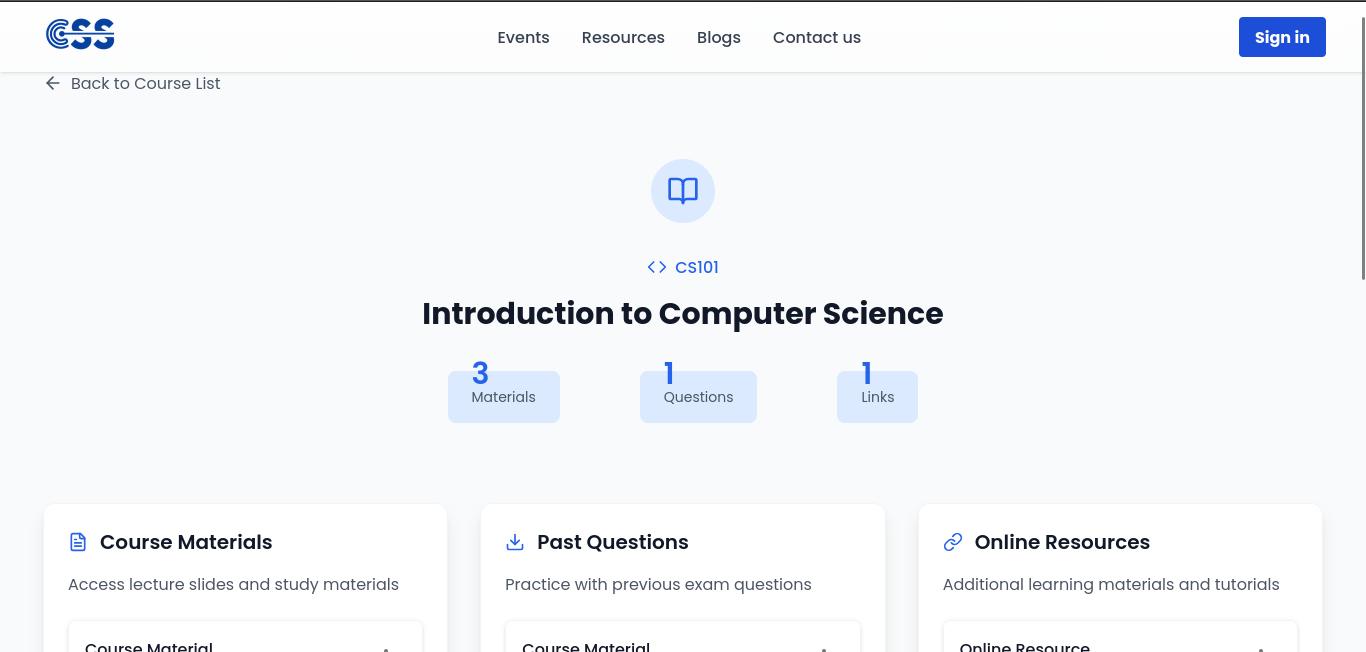 CSS
Events Resources Blogs Contact us
Sign in
Back to Course List
CS101
Introduction to Computer Science
3 1 1
Materials Questions Links
Course Materials
Access lecture slides and study materials
Course Material
Past Questions
Practice with previous exam questions
Course Material
Online Resources
Additional learning materials and tutorials
Online Resource